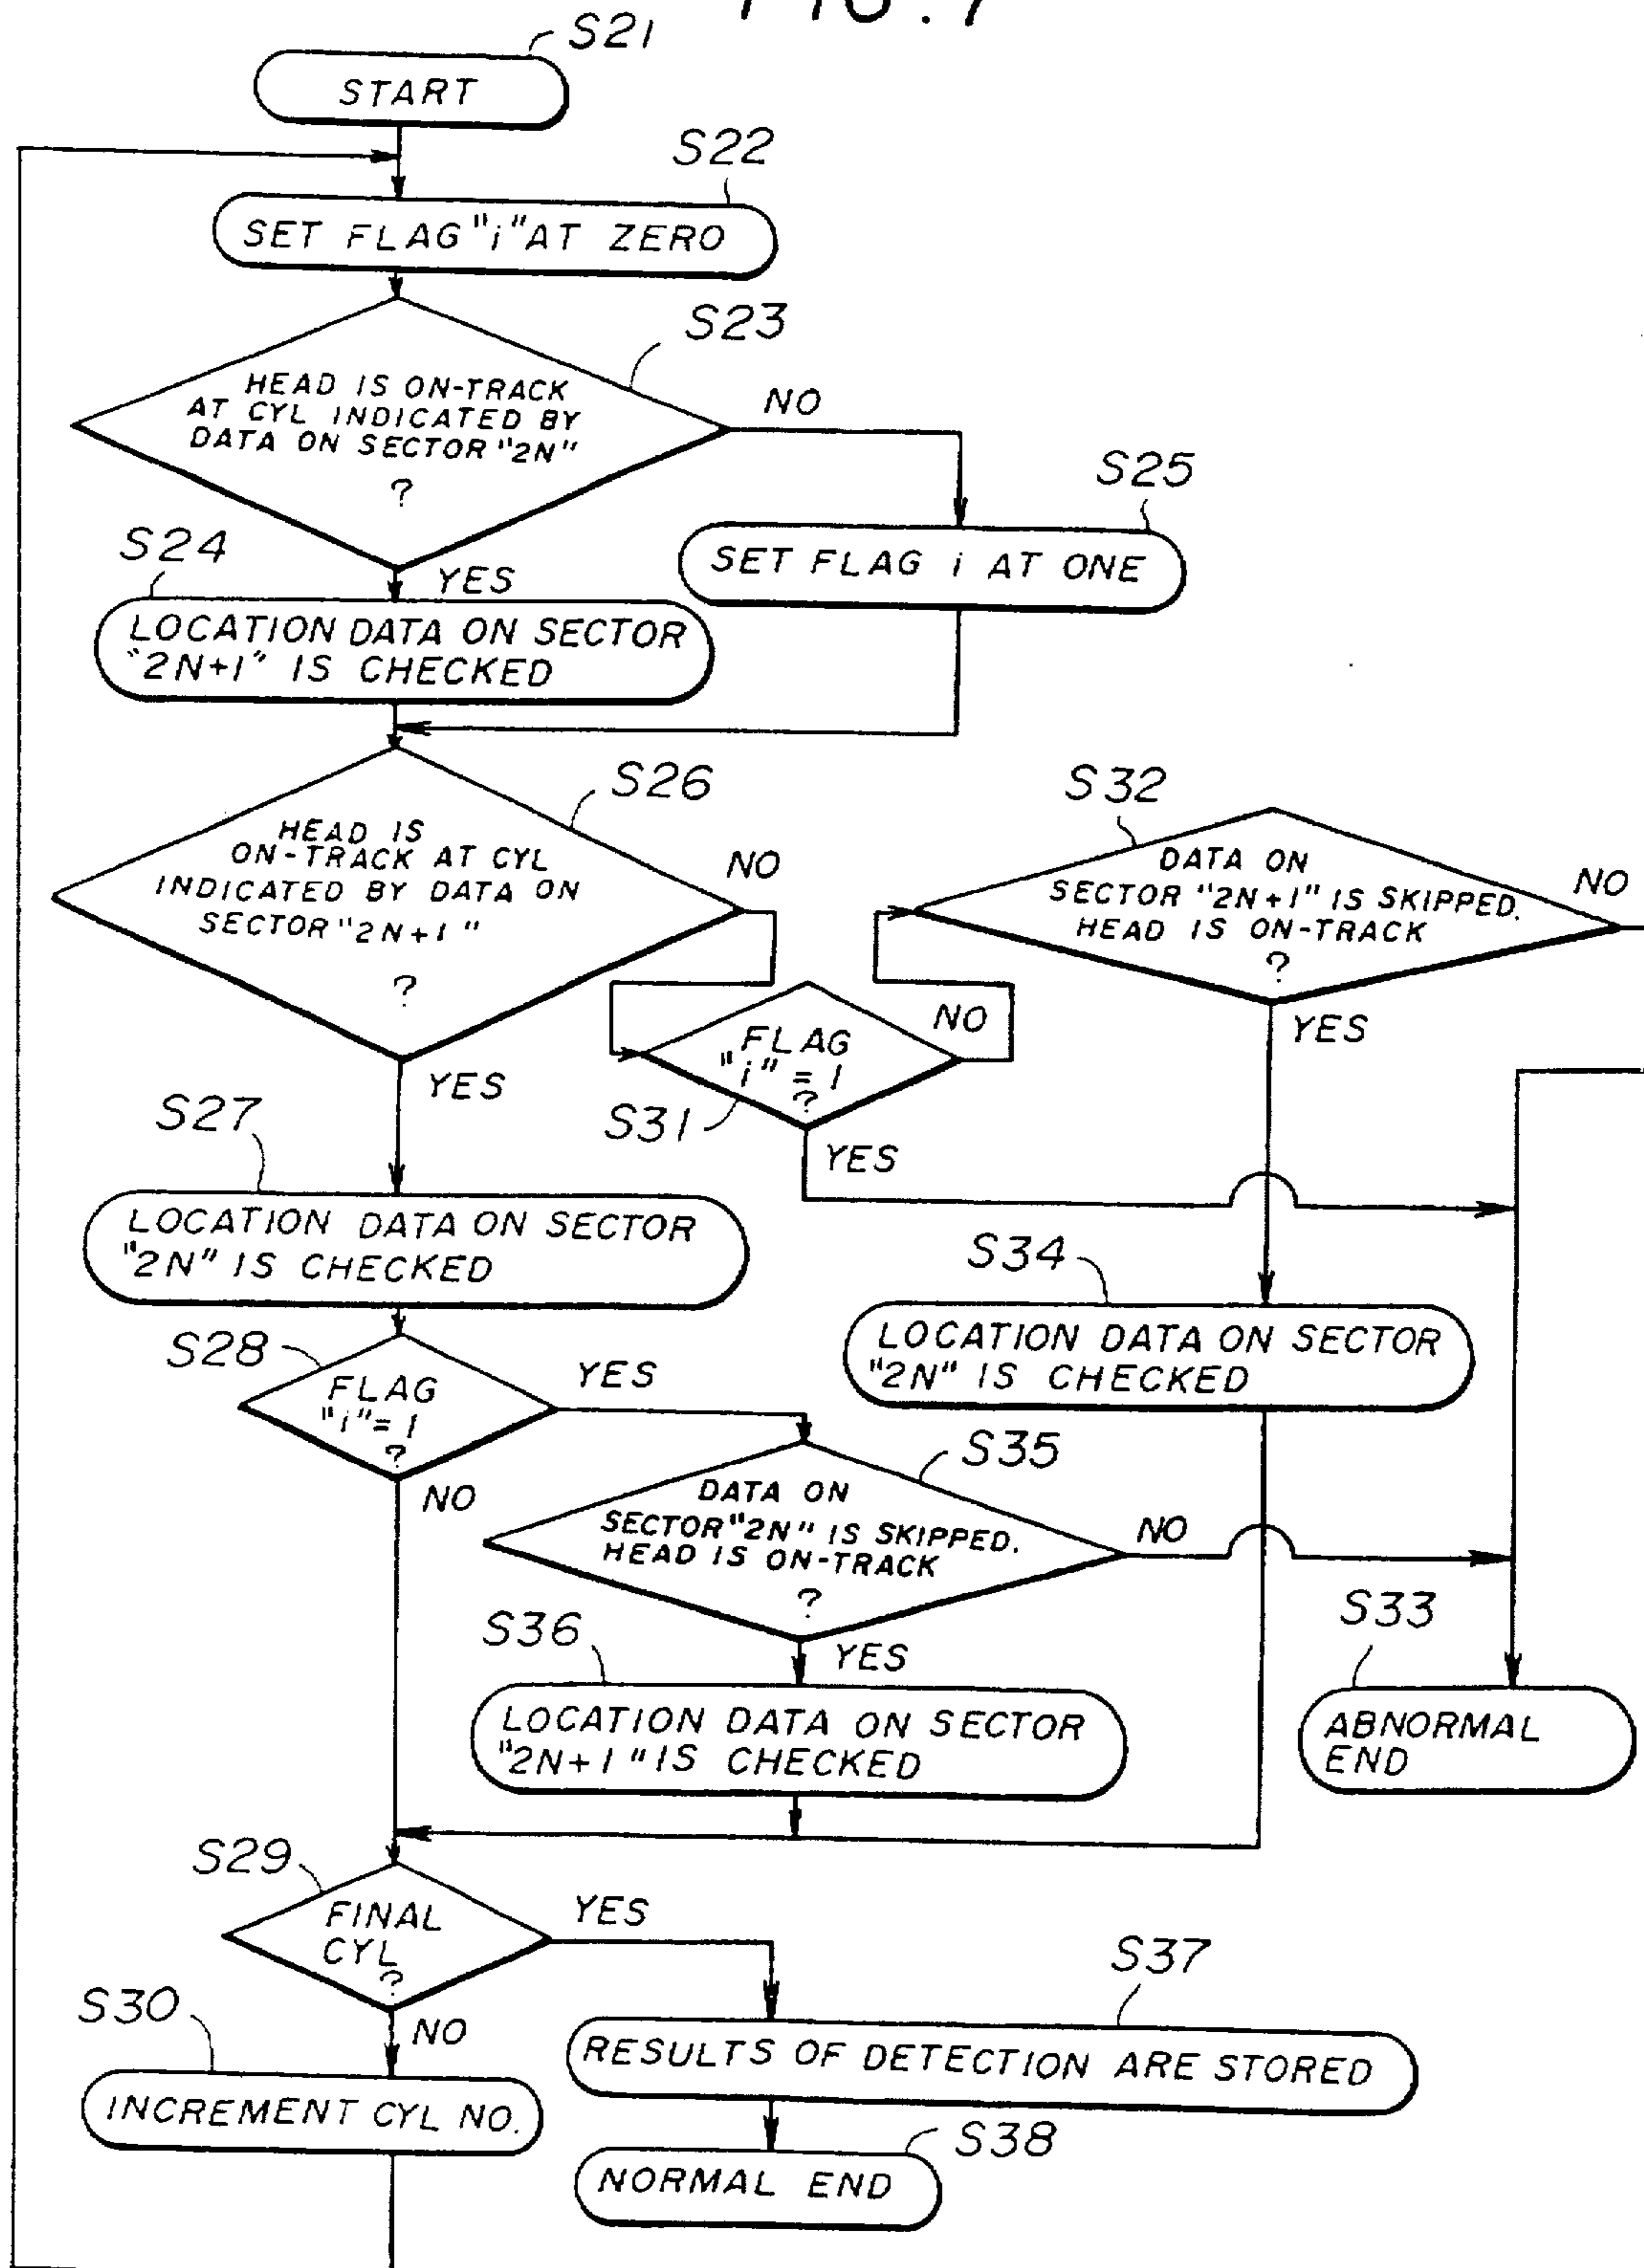 FIG. 7
S21
START
S22
SET FLAG "i" AT ZERO
S23
HEAD IS ON-TRACK
AT CYL INDICATED BY
DATA ON SECTOR "2N"
?
NO
YES
S25
SET FLAG i AT ONE
S24
LOCATION DATA ON SECTOR
"2N+1" IS CHECKED
S26
HEAD IS
ON-TRACK AT CYL
INDICATED BY DATA ON
SECTOR "2N+1"
?
NO
YES
S32
DATA ON
SECTOR "2N+1" IS SKIPPED.
HEAD IS ON-TRACK
?
NO
YES
FLAG
"i" = 1
?
NO
S31
YES
S27
LOCATION DATA ON SECTOR
"2N" IS CHECKED
S34
LOCATION DATA ON SECTOR
"2N" IS CHECKED
S28
FLAG
"i" = 1
?
YES
NO
S35
DATA ON
SECTOR "2N" IS SKIPPED.
HEAD IS ON-TRACK
?
NO
YES
S36
LOCATION DATA ON SECTOR
"2N+1" IS CHECKED
S33
ABNORMAL
END
S29
FINAL
CYL
?
YES
NO
S30
INCREMENT CYL NO.
S37
RESULTS OF DETECTION ARE STORED
S38
NORMAL END